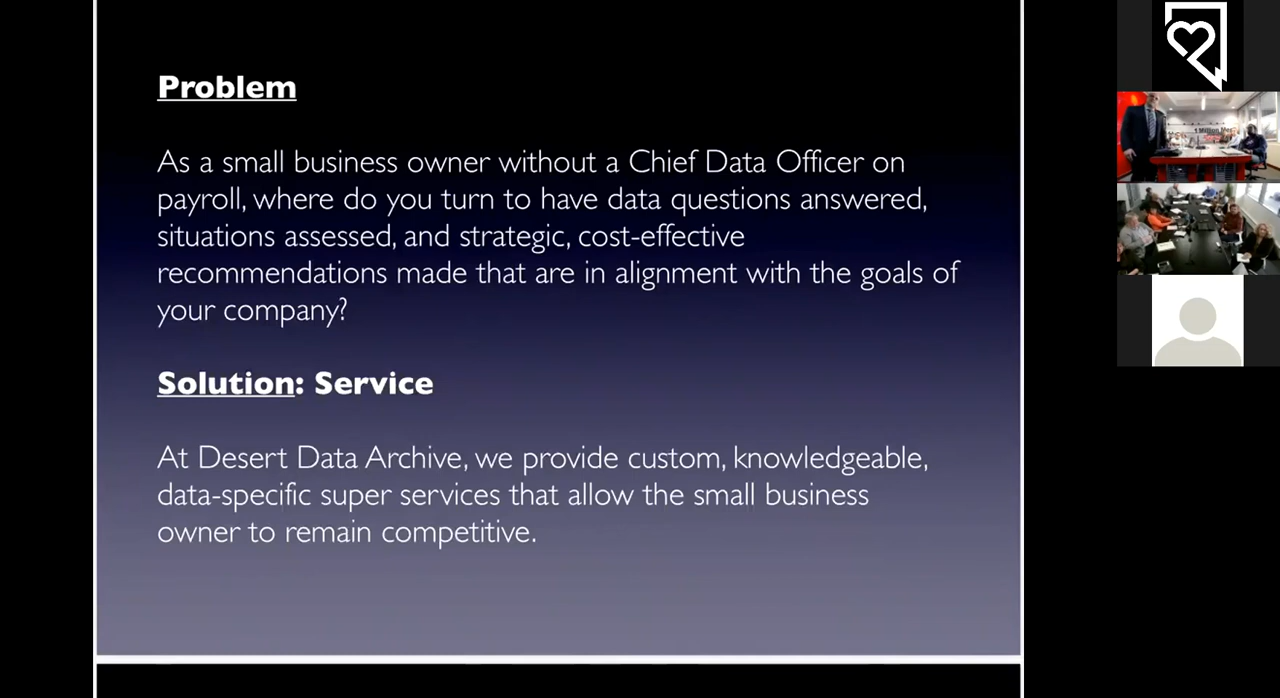 Problem
As a small business owner without a Chief Data Officer on
payroll, where do you turn to have data questions answered,
situations assessed, and strategic, cost-effective
recommendations made that are in alignment with the goals of
your company?
Solution: Service
At Desert Data Archive, we provide custom, knowledgeable,
data-specific super services that allow the small business
owner to remain competitive.
1 Million